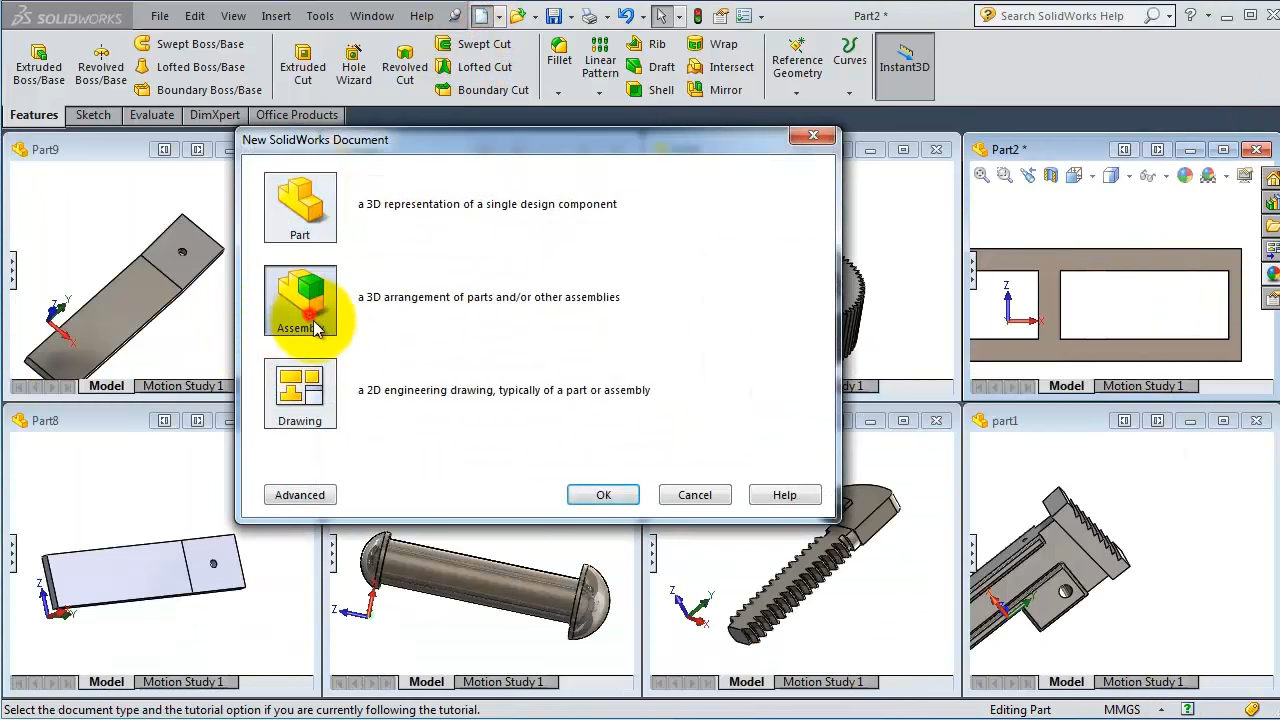 SOLIDWORKS File Edit View Insert Tools Window Help Part2 * Search SolidWorks Help
Extruded Boss/Base
Revolved Boss/Base
Swept Boss/Base
Lofted Boss/Base
Boundary Boss/Base
Extruded Cut
Hole Wizard
Revolved Cut
Swept Cut
Lofted Cut
Boundary Cut
Fillet
Linear Pattern
Rib
Draft
Shell
Wrap
Intersect
Mirror
Reference Geometry
Curves
Instant3D
Features Sketch Evaluate DimXpert Office Products
Part9
New SolidWorks Document
Part2 *
Part
a 3D representation of a single design component
a 3D arrangement of parts and/or other assemblies
Drawing
a 2D engineering drawing, typically of a part or assembly
Advanced OK Cancel Help
Z
Y
X
Z
X
Model Motion Study 1
1
Model Motion Study 1
Part8
part1
Z
Y
Z
X
Z
Y
X
Model Motion Study 1
Model Motion Study 1
Model Motion Study 1
Model Motion Study 1
Select the document type and the tutorial option if you are currently following the tutorial. Editing Part MMGS